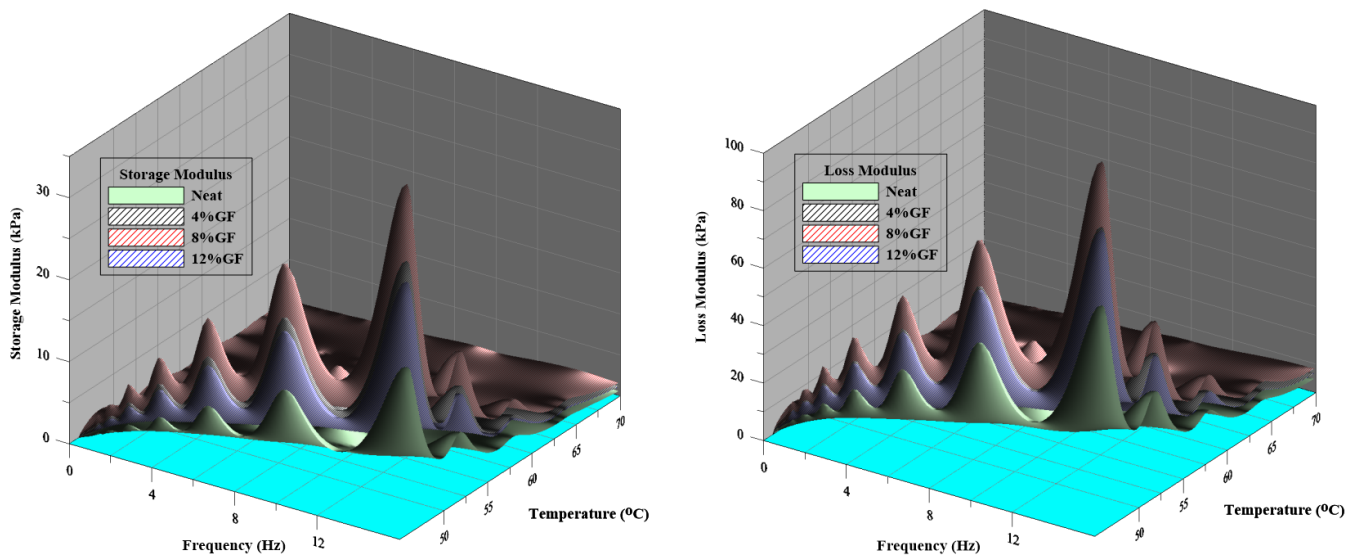 Storage Modulus (kPa)
30
20
10
0
Storage Modulus
Neat
4%GF
8%GF
12%GF
0
4
8
12
Frequency (Hz)
50
55
60
65
70
Temperature (⁰C)
Loss Modulus (kPa)
100
80
60
40
20
0
Loss Modulus
Neat
4%GF
8%GF
12%GF
0
4
8
12
Frequency (Hz)
50
55
60
65
70
Temperature (⁰C)